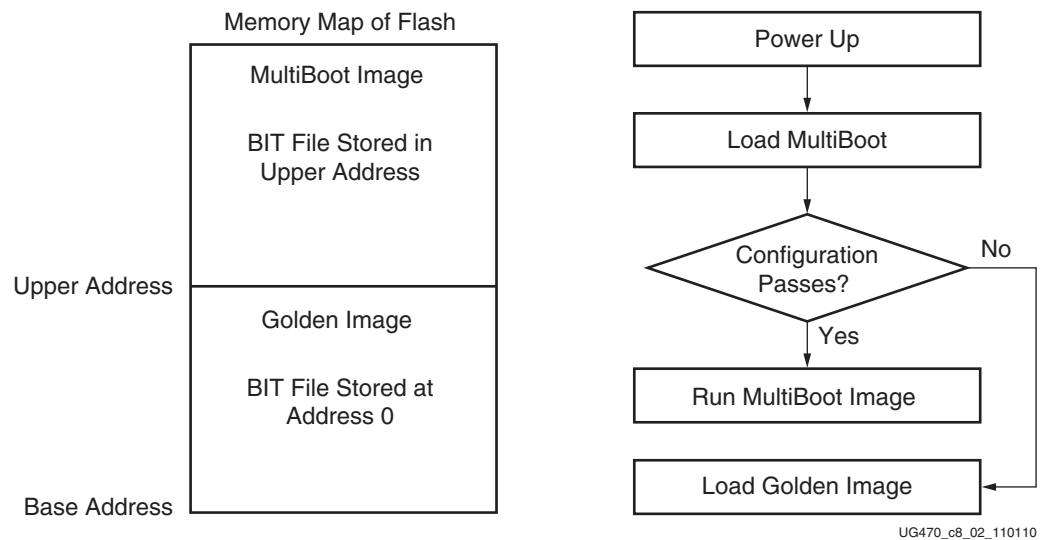 Memory Map of Flash
MultiBoot Image
BIT File Stored in
Upper Address
Upper Address
Golden Image
BIT File Stored at
Address 0
Base Address
Power Up
Load MultiBoot
Configuration
Passes?
No
Yes
Run MultiBoot Image
Load Golden Image
UG470_c8_02_110110